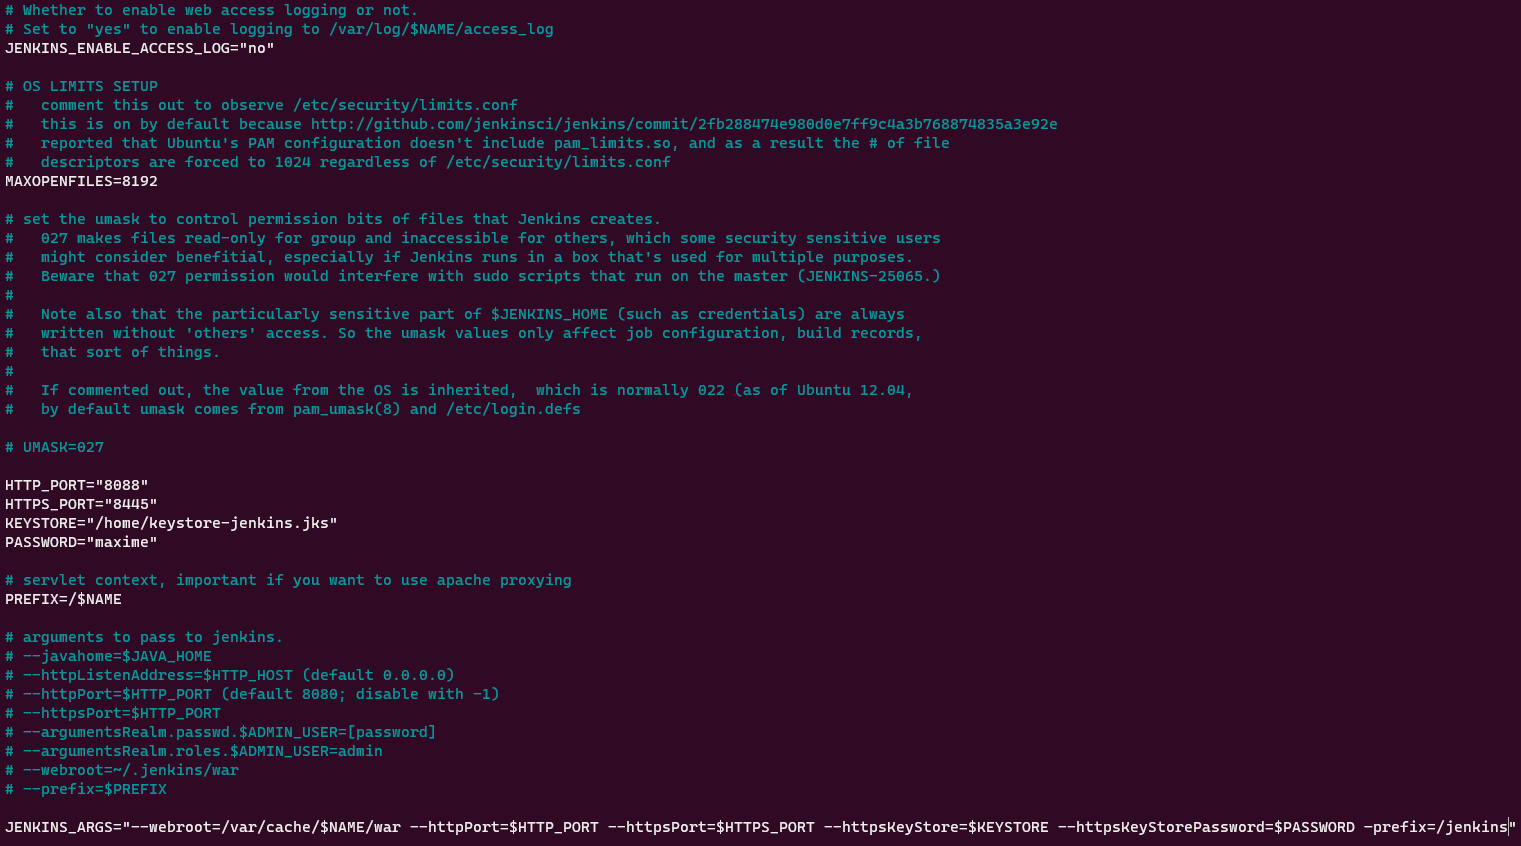 # Whether to enable web access logging or not.
# Set to "yes" to enable logging to /var/log/$NAME/access_log
JENKINS_ENABLE_ACCESS_LOG="no"
# OS LIMITS SETUP
#   comment this out to observe /etc/security/limits.conf
#   this is on by default because http://github.com/jenkinsci/jenkins/commit/2fb288474e980d0e7ff9c4a3b768874835a3e92e
#   reported that Ubuntu's PAM configuration doesn't include pam_limits.so, and as a result the # of file
#   descriptors are forced to 1024 regardless of /etc/security/limits.conf
MAXOPENFILES=8192
# set the umask to control permission bits of files that Jenkins creates.
#   027 makes files read-only for group and inaccessible for others, which some security sensitive users
#   might consider benefitial, especially if Jenkins runs in a box that's used for multiple purposes.
#   Beware that 027 permission would interfere with sudo scripts that run on the master (JENKINS-25065.)
#
#   Note also that the particularly sensitive part of $JENKINS_HOME (such as credentials) are always
#   written without 'others' access. So the umask values only affect job configuration, build records,
#   that sort of things.
#
#   If commented out, the value from the OS is inherited,  which is normally 022 (as of Ubuntu 12.04,
#   by default umask comes from pam_umask(8) and /etc/login.defs
# UMASK=027
HTTP_PORT="8088"
HTTPS_PORT="8445"
KEYSTORE="/home/keystore-jenkins.jks"
PASSWORD="maxime"
# servlet context, important if you want to use apache proxying
PREFIX=/$NAME
# arguments to pass to jenkins.
# --javahome=$JAVA_HOME
# --httpListenAddress=$HTTP_HOST (default 0.0.0.0)
# --httpPort=$HTTP_PORT (default 8080; disable with -1)
# --httpsPort=$HTTP_PORT
# --argumentsRealm.passwd.$ADMIN_USER=[password]
# --argumentsRealm.roles.$ADMIN_USER=admin
# --webroot=~/.jenkins/war
# --prefix=$PREFIX
JENKINS_ARGS="--webroot=/var/cache/$NAME/war --httpPort=$HTTP_PORT --httpsPort=$HTTPS_PORT --httpsKeyStore=$KEYSTORE --httpsKeyStorePassword=$PASSWORD -prefix=/jenkins"